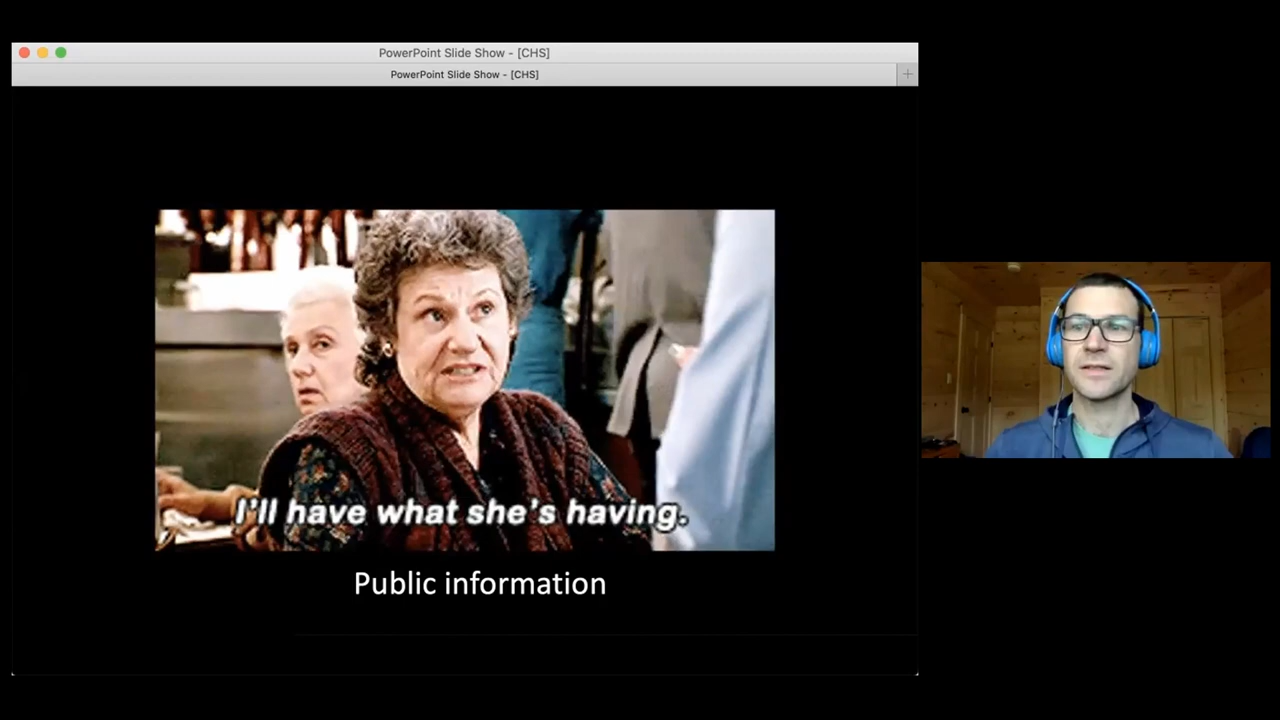 PowerPoint Slide Show - [CHS]
PowerPoint Slide Show - [CHS]
I'll have what she's having.
Public information